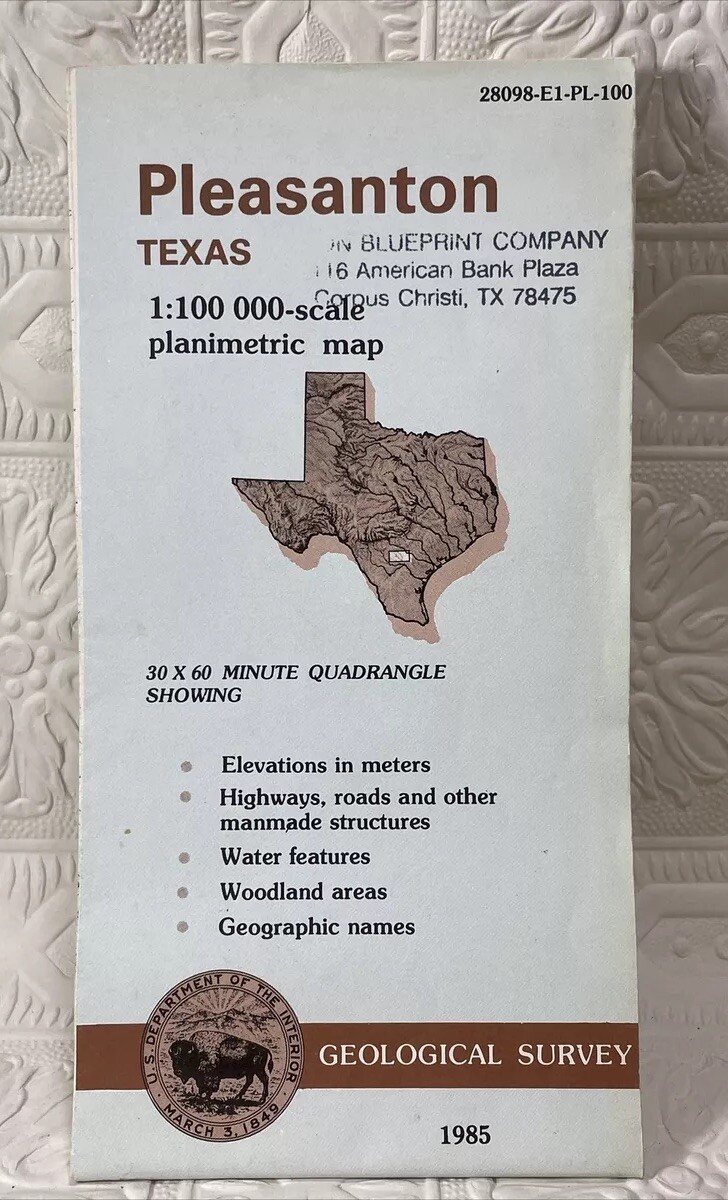 28098-E1-PL-100
Pleasanton
TEXAS
BLUEPRINT COMPANY
American Bank Plaza
Corpus Christi, TX 78475
1:100 000-scale
planimetric map
30 X 60 MINUTE QUADRANGLE
SHOWING
Elevations in meters
Highways, roads and other
manmade structures
Water features
Woodland areas
Geographic names
U.S. DEPARTMENT OF THE INTERIOR
MARCH 3, 1849
GEOLOGICAL SURVEY
1985